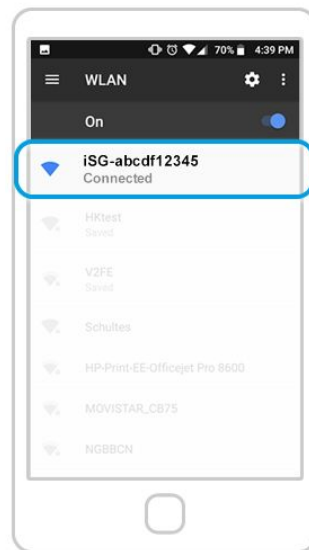 70% 4:39 PM
WLAN
On
iSG-abcdf12345
Connected
HKtest
Saved
V2FE
Saved
Schultes
HP-Print-EE-Officejet Pro 8600
MOVISTAR_CB75
NGBBCN